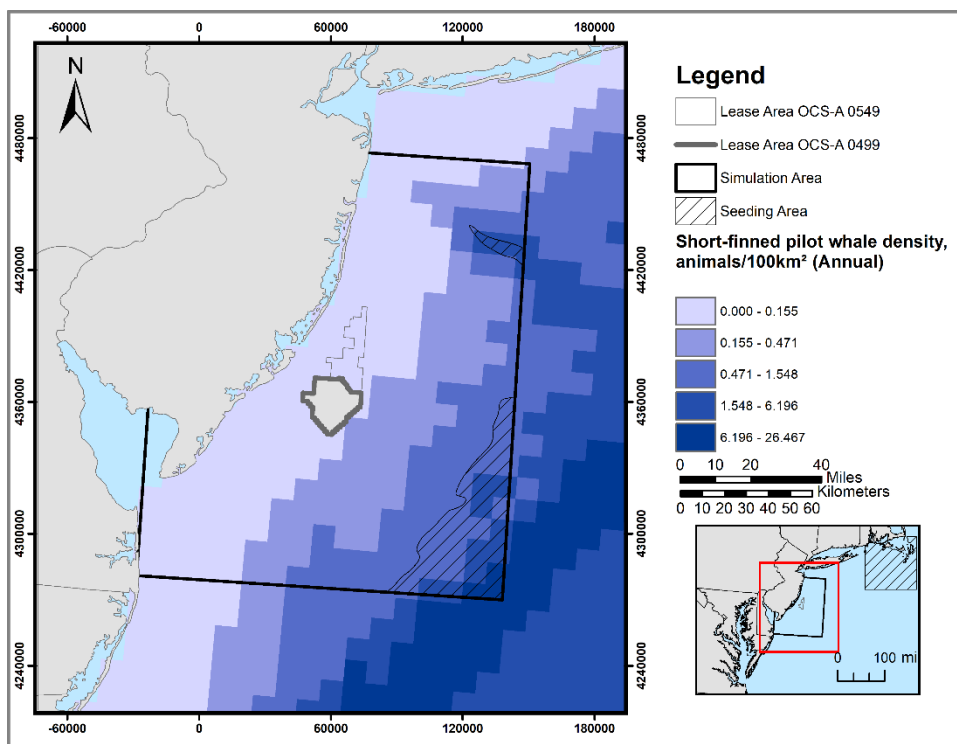 -60000 0 60000 120000 180000
N
4480000
4420000
4360000
4300000
4240000
4480000
4420000
4360000
4300000
4240000
-60000 0 60000 120000 180000
Legend
Lease Area OCS-A 0549
Lease Area OCS-A 0499
Simulation Area
Seeding Area
Short-finned pilot whale density,
animals/100km² (Annual)
0.000 - 0.155
0.155 - 0.471
0.471 - 1.548
1.548 - 6.196
6.196 - 26.467
0 10 20 40
Miles
Kilometers
0 10 20 30 40 50 60
0 100 mi